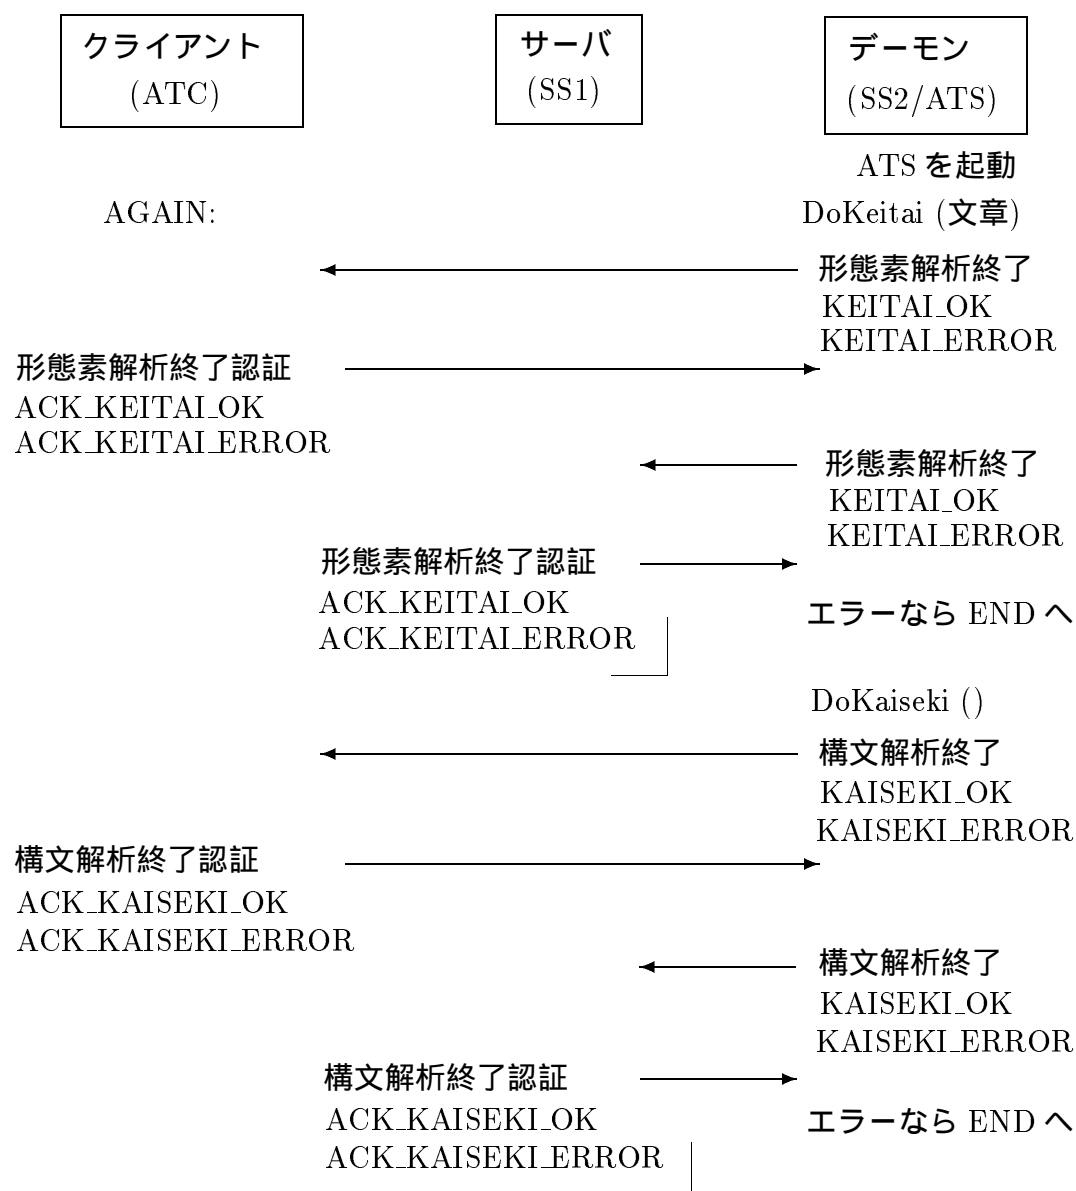 クライアント
(ATC)
サーバ
(SS1)
デーモン
(SS2/ATS)
ATS を起動
AGAIN:
DoKeitai (文章)
形態素解析終了
KEITAI_OK
KEITAI_ERROR
形態素解析終了認証
ACK_KEITAI_OK
ACK_KEITAI_ERROR
形態素解析終了
KEITAI_OK
KEITAI_ERROR
形態素解析終了認証
ACK_KEITAI_OK
ACK_KEITAI_ERROR
エラーなら END へ
DoKaiseki ()
構文解析終了
KAISEKI_OK
KAISEKI_ERROR
構文解析終了認証
ACK_KAISEKI_OK
ACK_KAISEKI_ERROR
構文解析終了
KAISEKI_OK
KAISEKI_ERROR
構文解析終了認証
ACK_KAISEKI_OK
ACK_KAISEKI_ERROR
エラーなら END へ